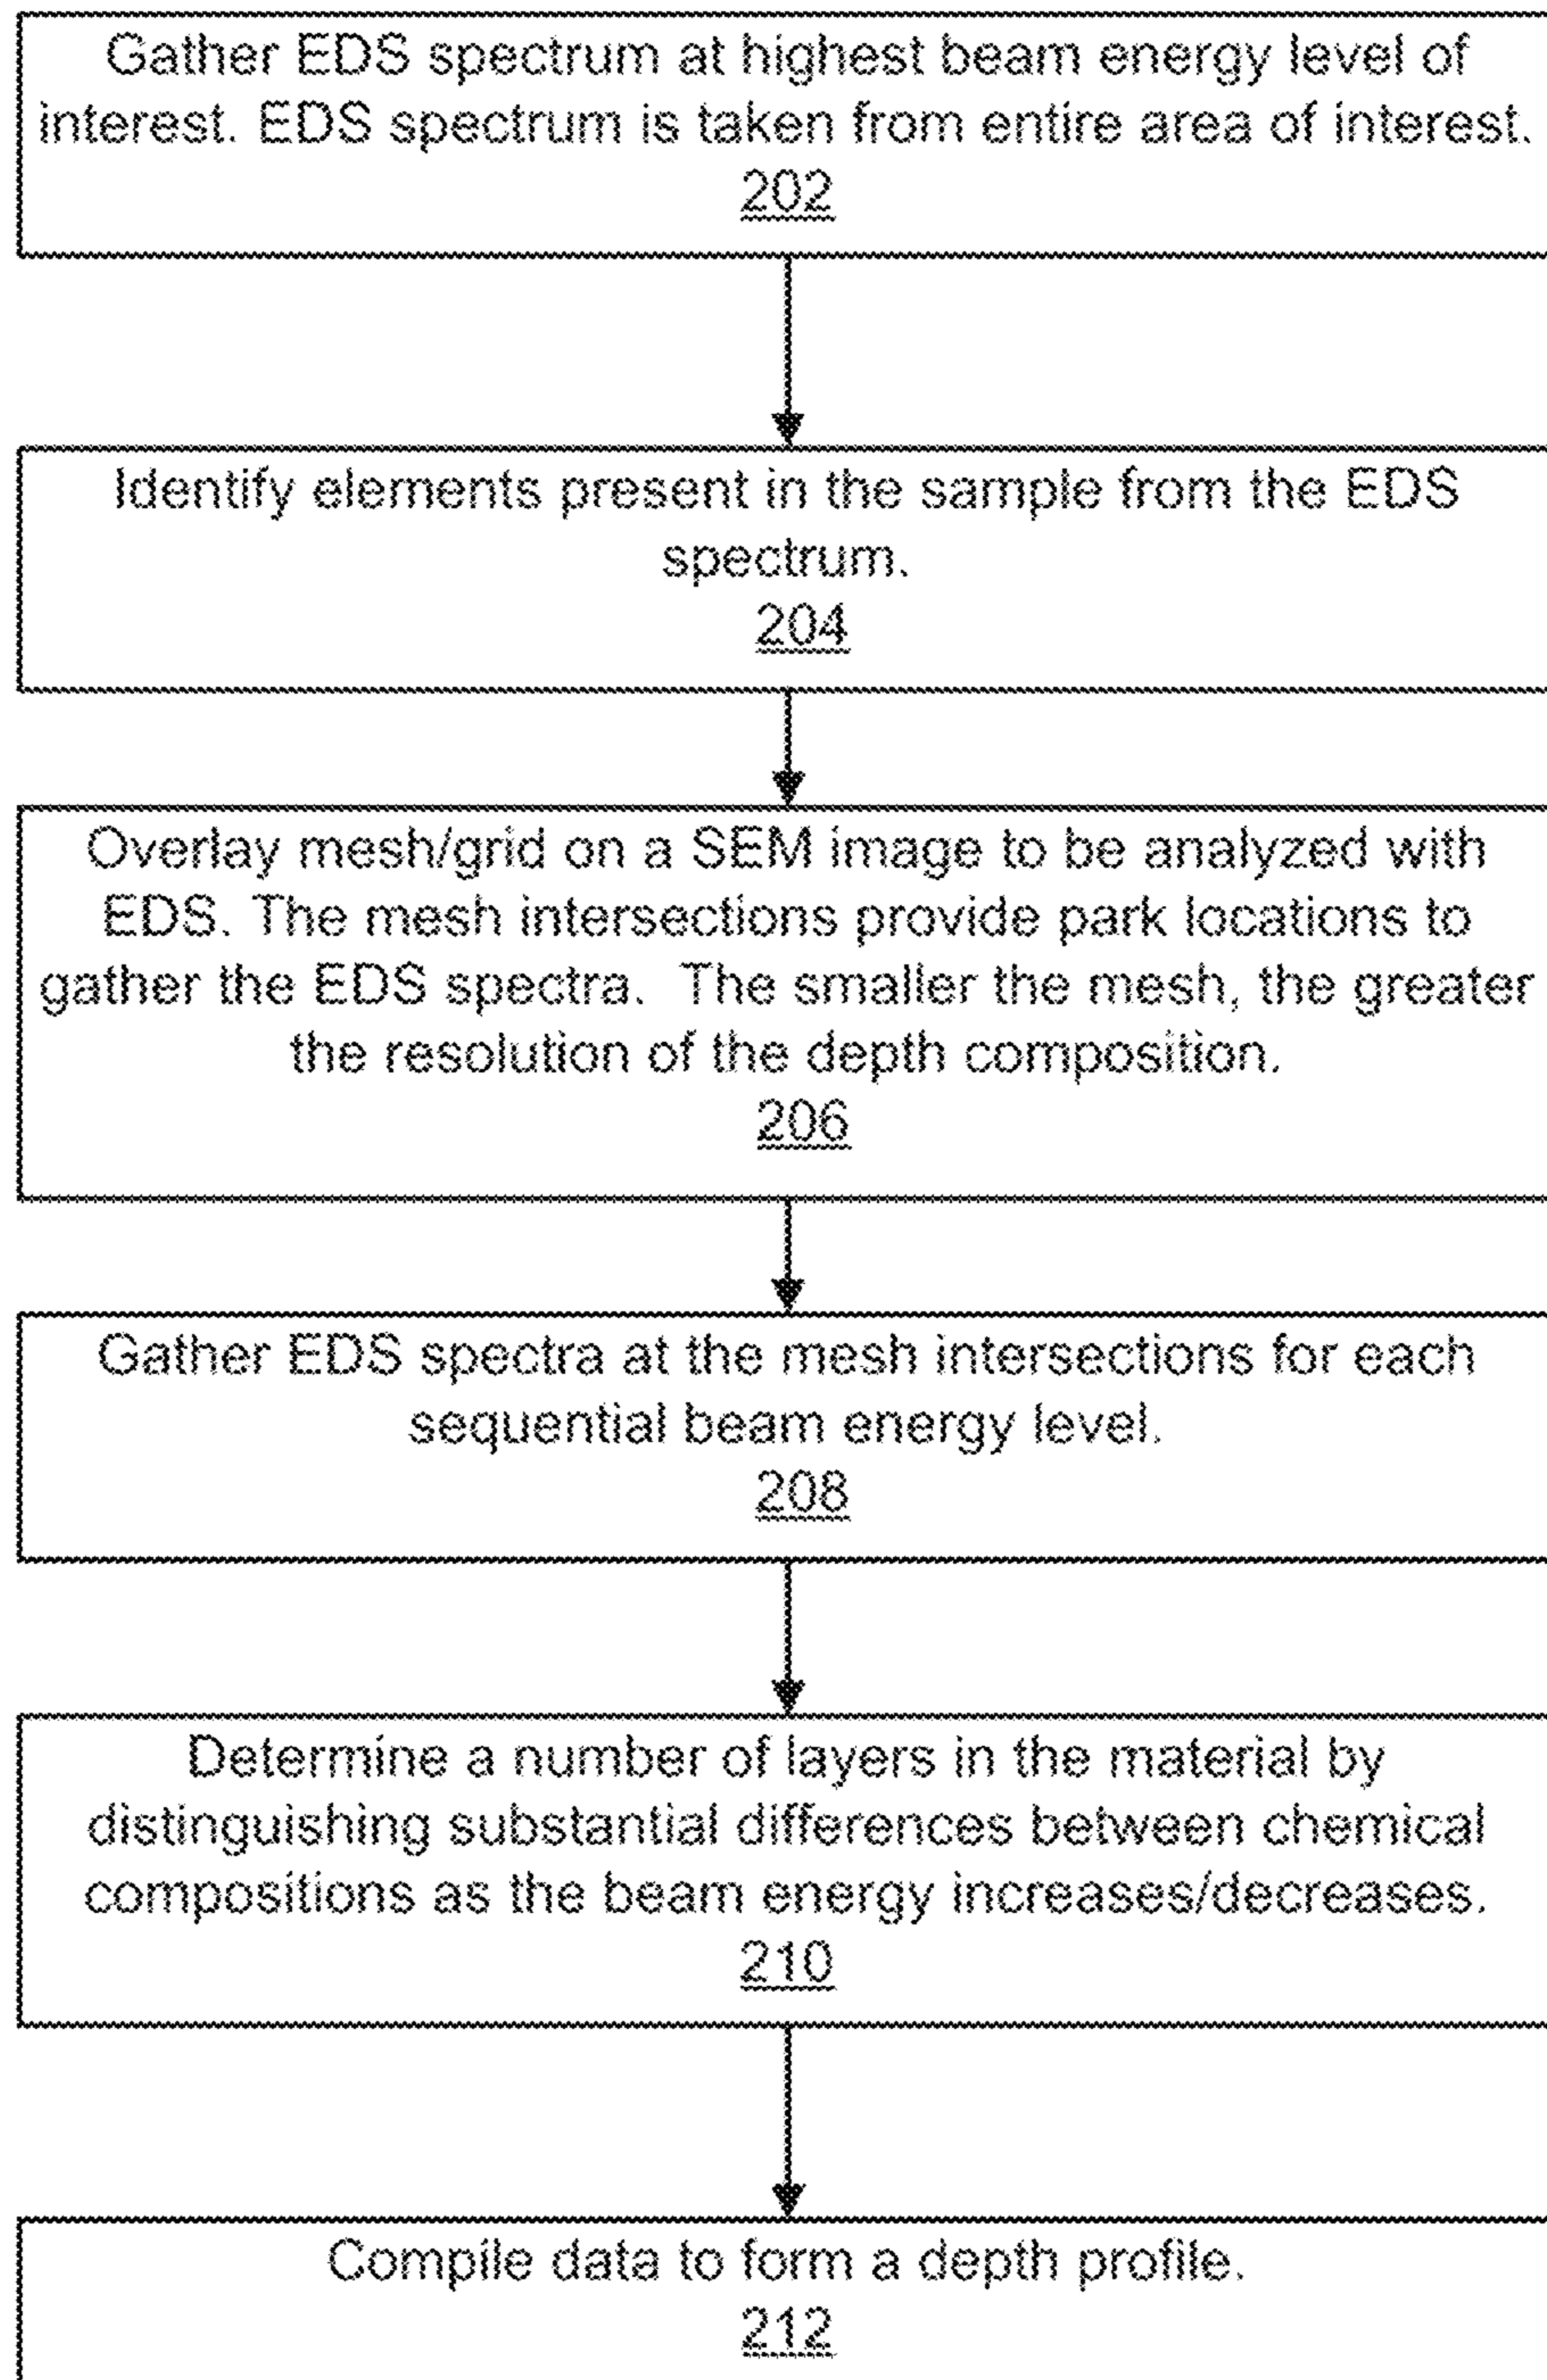 Gather EDS spectrum at highest beam energy level of
interest. EDS spectrum is taken from entire area of interest.
202
Identify elements present in the sample from the EDS
spectrum.
204
Overlay mesh/grid on a SEM image to be analyzed with
EDS. The mesh intersections provide park locations to
gather the EDS spectra.  The smaller the mesh, the greater
the resolution of the depth composition.
206
Gather EDS spectra at the mesh intersections for each
sequential beam energy level.
208
Determine a number of layers in the material by
distinguishing substantial differences between chemical
compositions as the beam energy increases/decreases.
210
Compile data to form a depth profile.
212